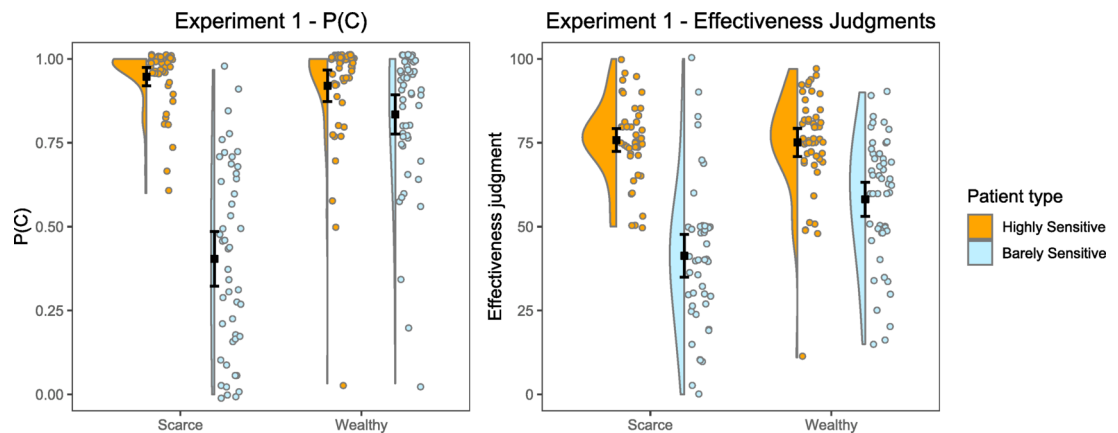 Experiment 1 - P(C)
1.00
0.75
0.50
0.25
0.00
P(C)
Scarce
Wealthy
Experiment 1 - Effectiveness Judgments
100
75
50
25
0
Effectiveness judgment
Scarce
Wealthy
Patient type
Highly Sensitive
Barely Sensitive